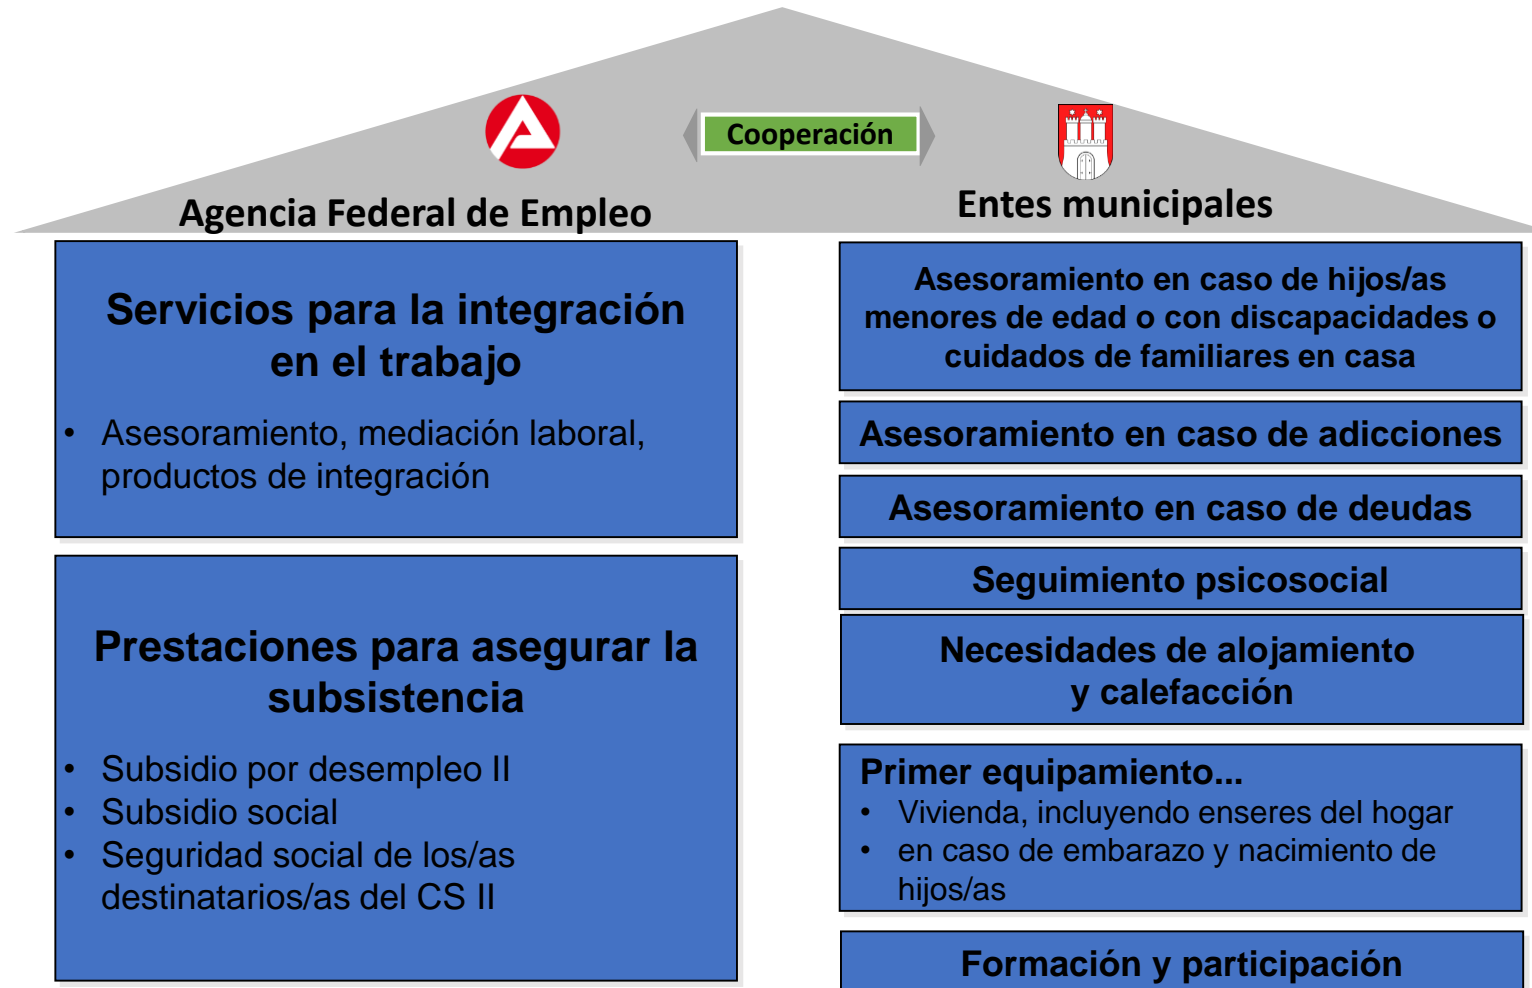 Cooperación
Agencia Federal de Empleo
Entes municipales
Servicios para la integración
en el trabajo
• Asesoramiento, mediación laboral,
productos de integración
Prestaciones para asegurar la
subsistencia
• Subsidio por desempleo II
• Subsidio social
• Seguridad social de los/as
destinatarios/as del CS II
Asesoramiento en caso de hijos/as
menores de edad o con discapacidades o
cuidados de familiares en casa
Asesoramiento en caso de adicciones
Asesoramiento en caso de deudas
Seguimiento psicosocial
Necesidades de alojamiento
y calefacción
Primer equipamiento...
• Vivienda, incluyendo enseres del hogar
• en caso de embarazo y nacimiento de
hijos/as
Formación y participación